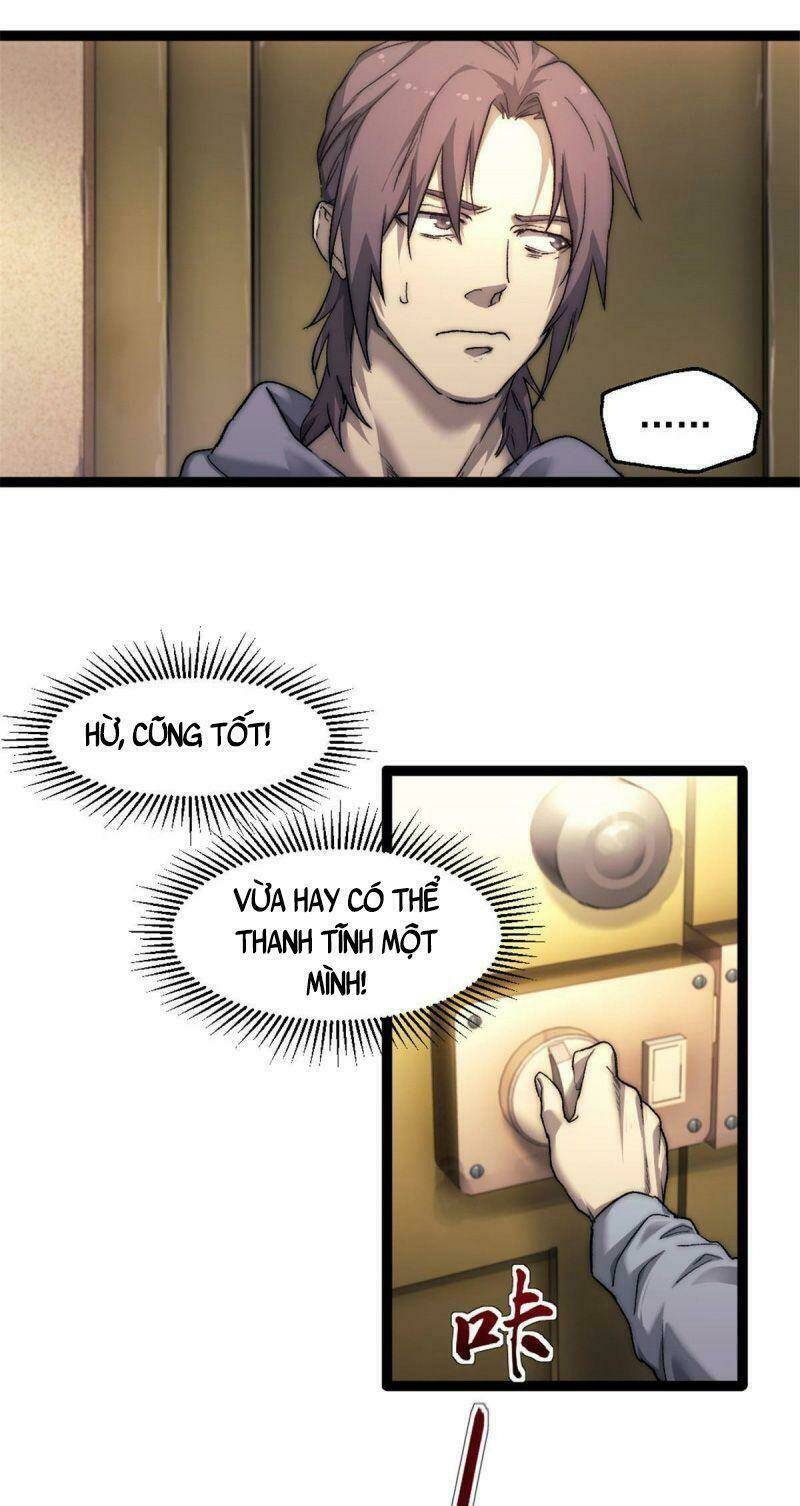 ......
HỪ, CŨNG TỐT!
VỪA HAY CÓ THỂ
THANH TĨNH MỘT
MÌNH!
咔